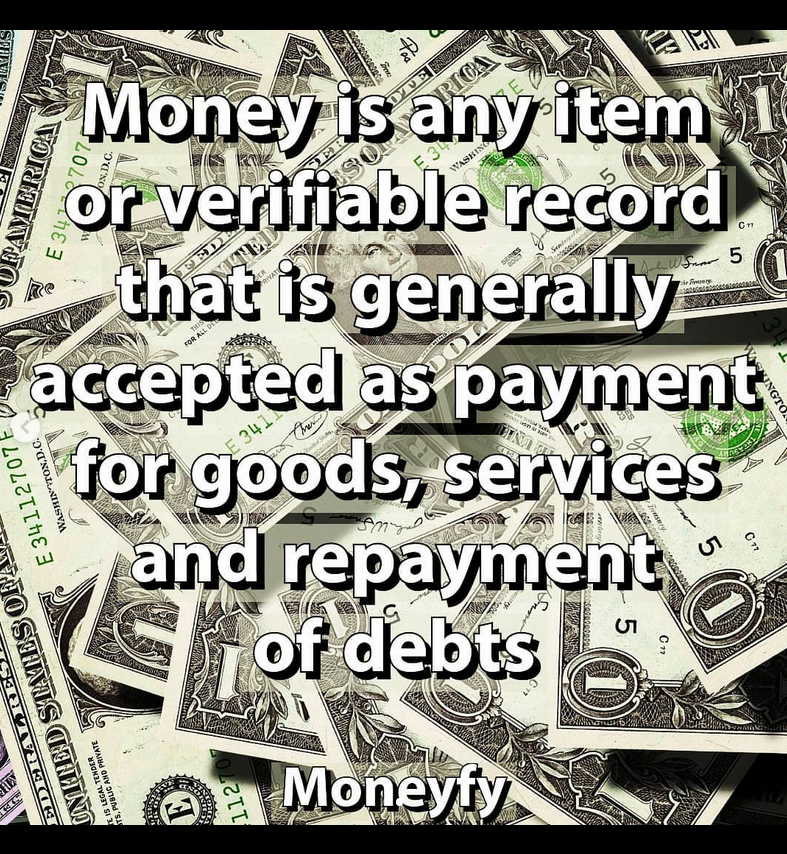 Money is any item
or verifiable record
that is generally
accepted as payment
for goods, services
and repayment
of debts
Moneyfy